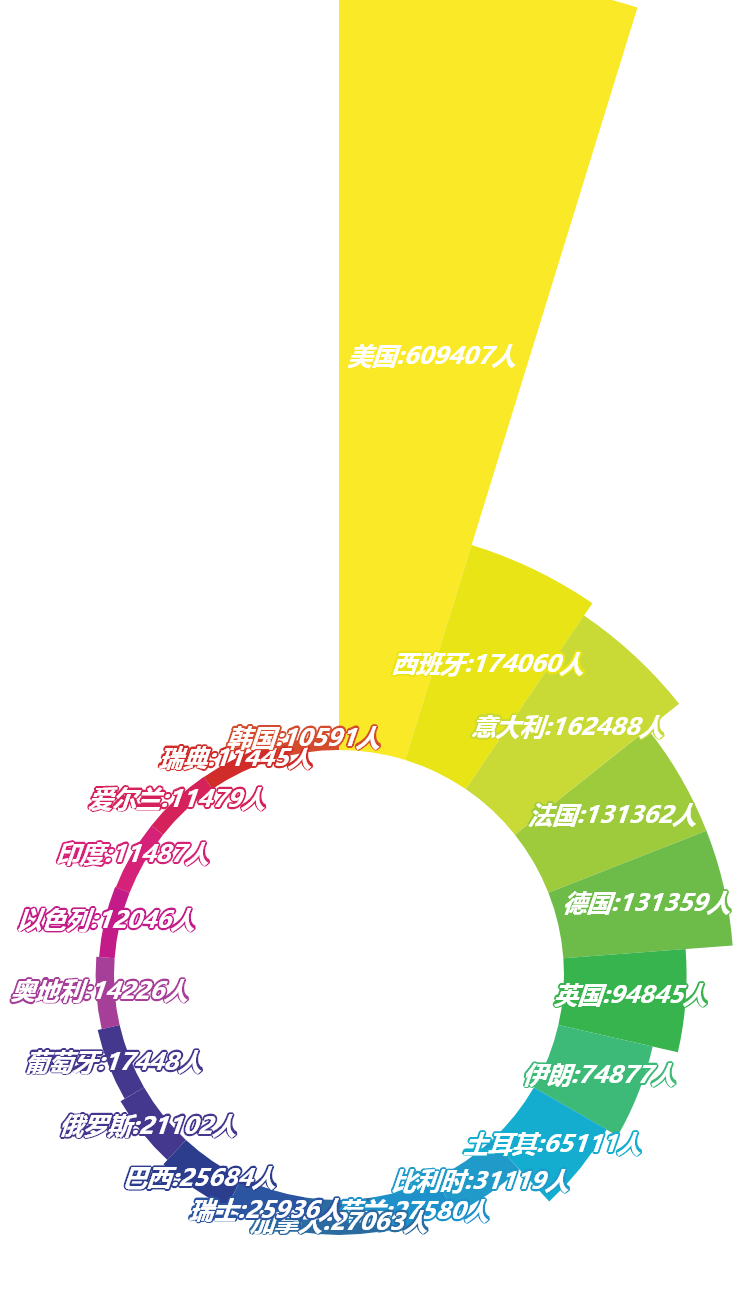 美国:609407人
西班牙:174060人
意大利:162488人
法国:131362人
德国:131359人
英国:94845人
伊朗:74877人
土耳其:65111人
比利时:31119人
荷兰:27580人
加拿大:27063人
瑞士:25936人
巴西:25684人
俄罗斯:21102人
葡萄牙:17448人
奥地利:14226人
以色列:12046人
印度:11487人
爱尔兰:11479人
瑞典:11445人
韩国:10591人